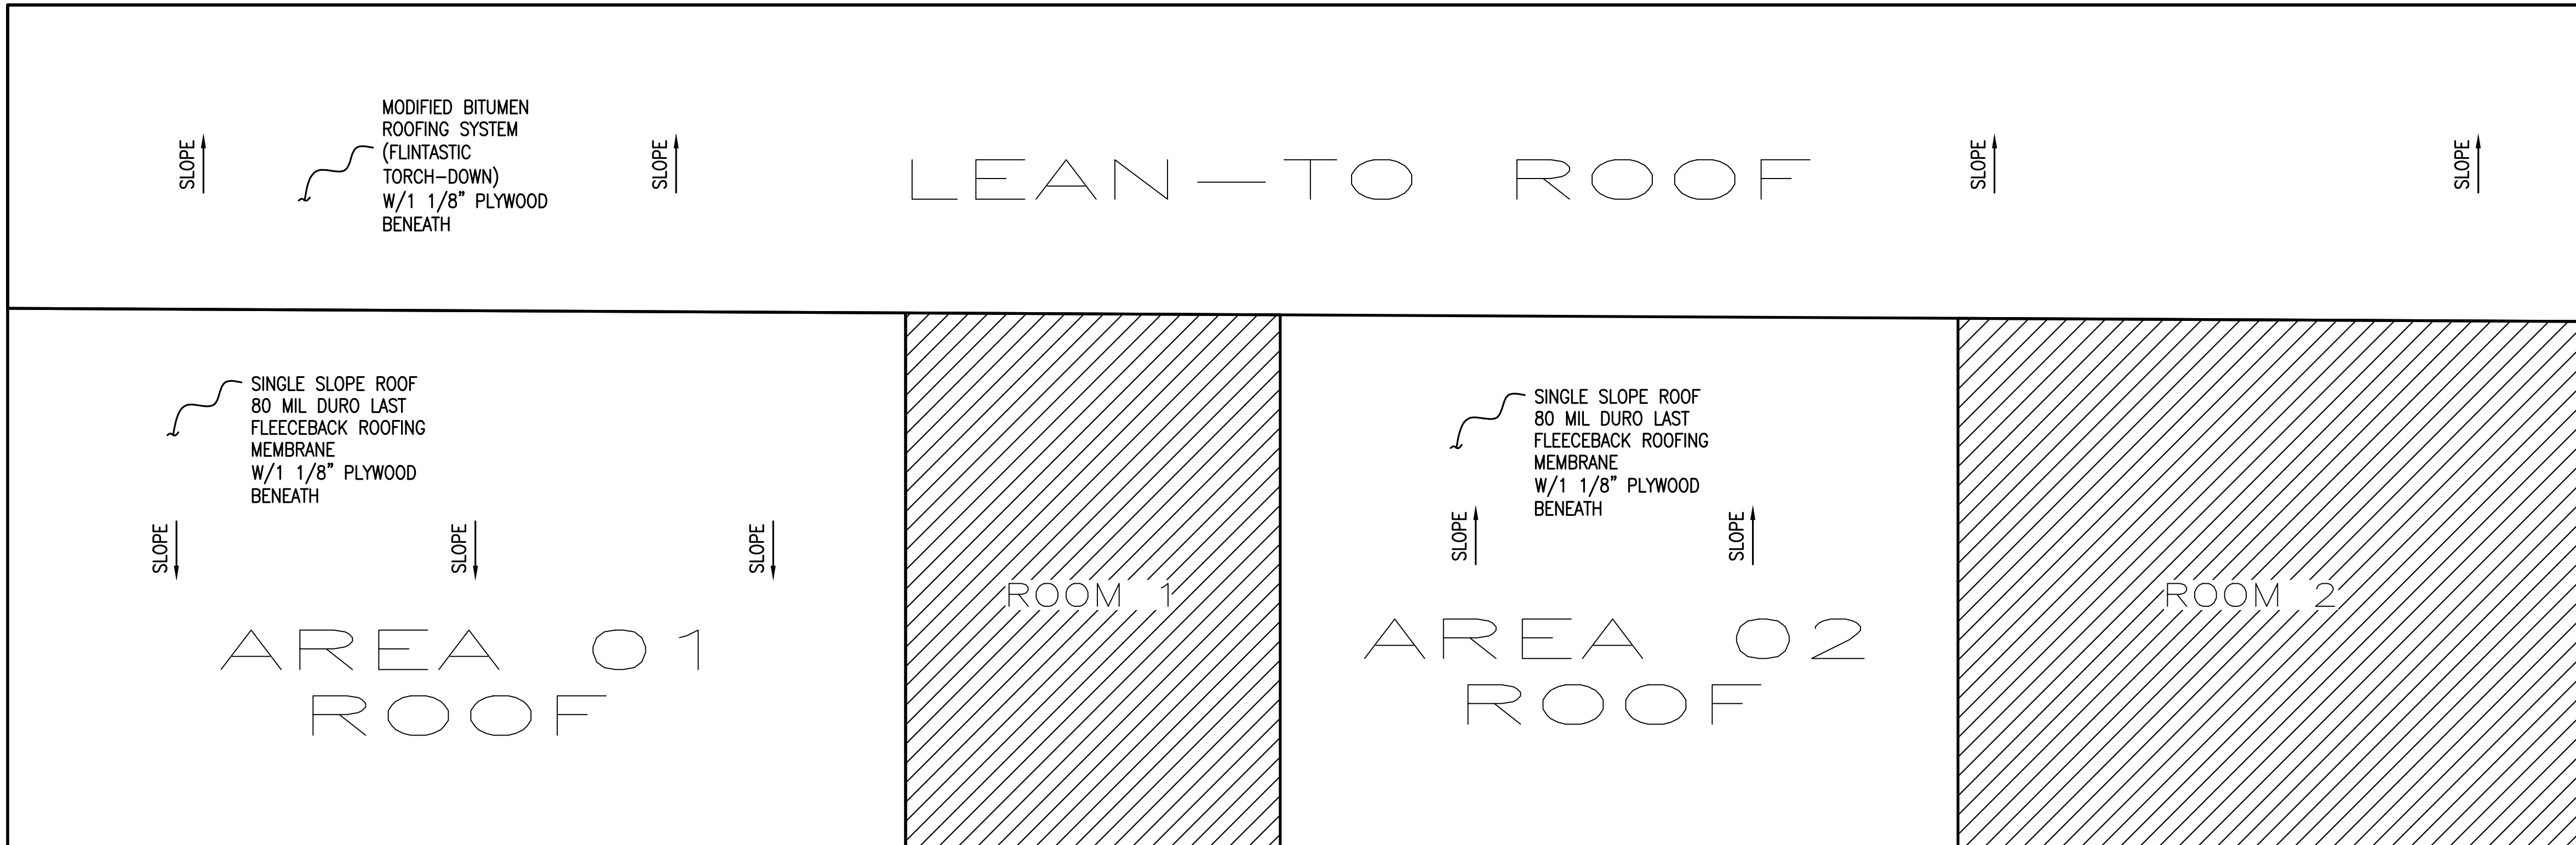 MODIFIED BITUMEN
ROOFING SYSTEM
(FLINTASTIC
TORCH-DOWN)
W/1 1/8" PLYWOOD
BENEATH
SLOPE
SLOPE
LEAN-TO ROOF
SLOPE
SLOPE
SINGLE SLOPE ROOF
80 MIL DURO LAST
FLEECEBACK ROOFING
MEMBRANE
W/1 1/8" PLYWOOD
BENEATH
SLOPE
SLOPE
SLOPE
AREA 01
ROOF
ROOM 1
SINGLE SLOPE ROOF
80 MIL DURO LAST
FLEECEBACK ROOFING
MEMBRANE
W/1 1/8" PLYWOOD
BENEATH
SLOPE
SLOPE
AREA 02
ROOF
ROOM 2